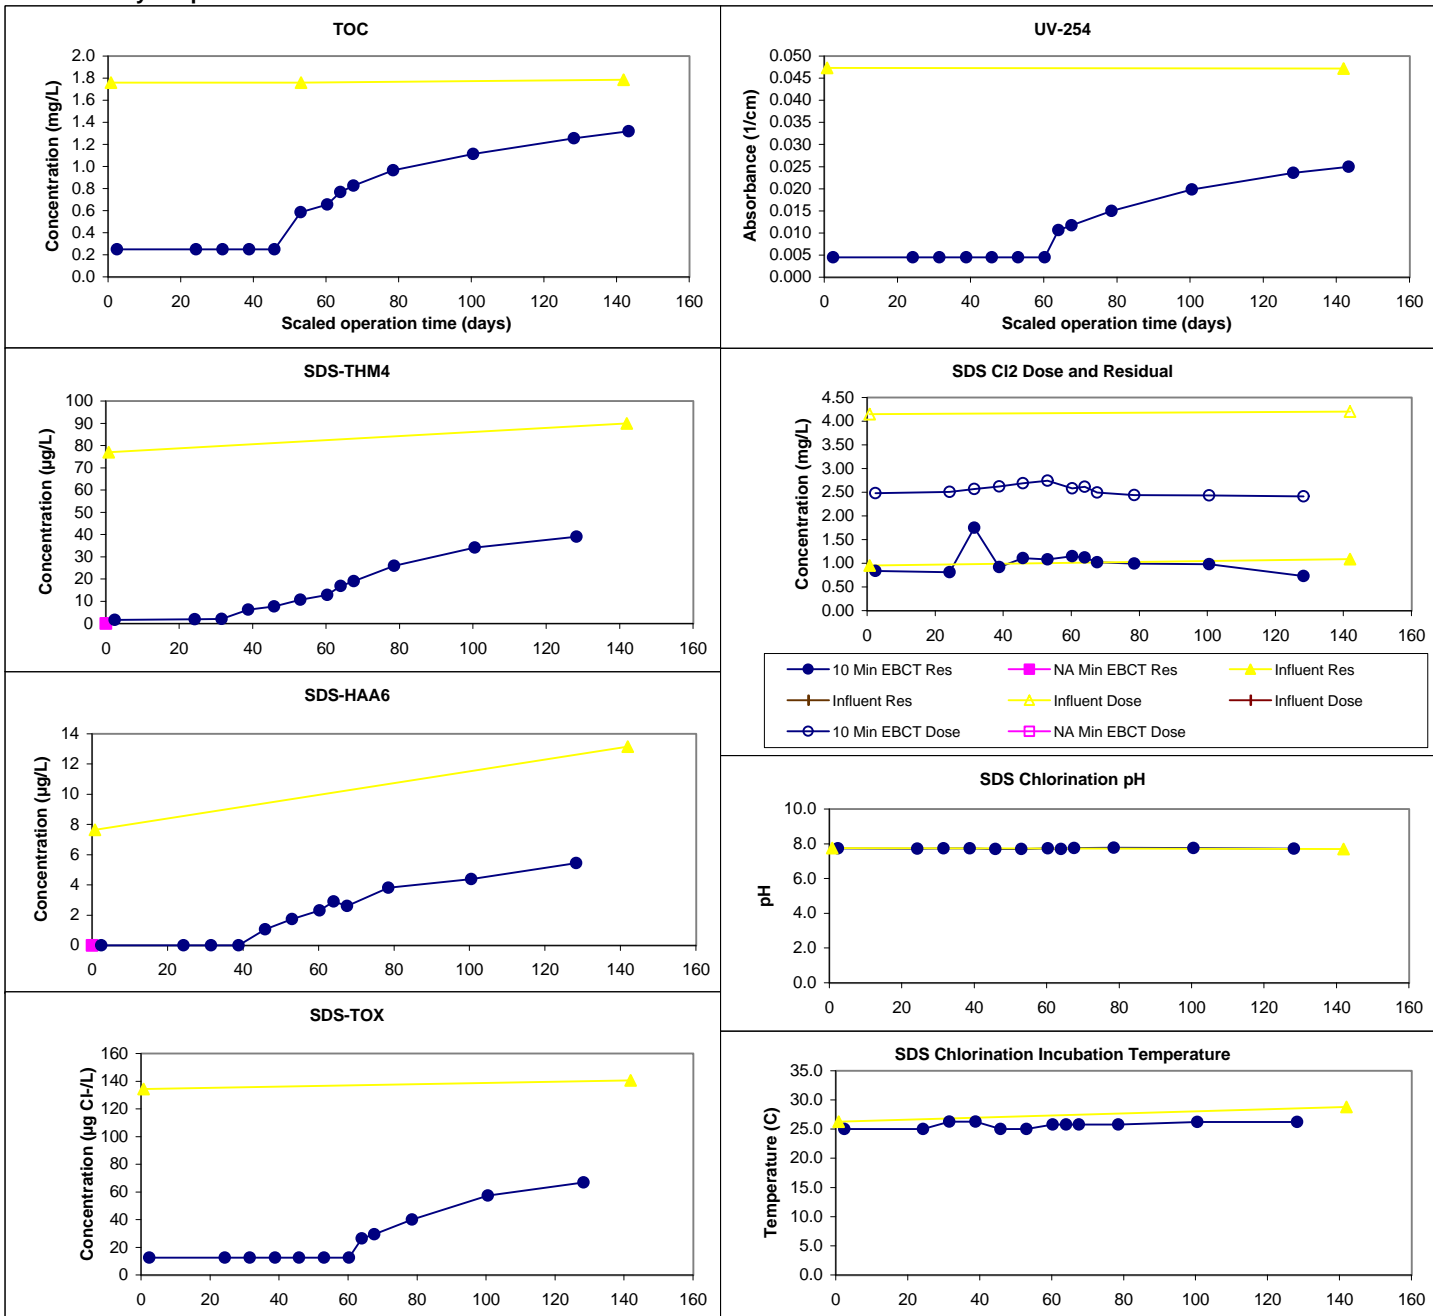 TOC
2.0
1.8
1.6
1.4
1.2
1.0
0.8
0.6
0.4
0.2
0.0
Concentration (mg/L)
0 20 40 60 80 100 120 140 160
Scaled operation time (days)
UV-254
0.050
0.045
0.040
0.035
0.030
0.025
0.020
0.015
0.010
0.005
0.000
Absorbance (1/cm)
0 20 40 60 80 100 120 140 160
Scaled operation time (days)
SDS-THM4
100
90
80
70
60
50
40
30
20
10
0
Concentration (µg/L)
0 20 40 60 80 100 120 140 160
SDS Cl2 Dose and Residual
4.50
4.00
3.50
3.00
2.50
2.00
1.50
1.00
0.50
0.00
Concentration (mg/L)
0 20 40 60 80 100 120 140 160
10 Min EBCT Res NA Min EBCT Res Influent Res
Influent Res Influent Dose Influent Dose
10 Min EBCT Dose NA Min EBCT Dose
SDS-HAA6
14
12
10
8
6
4
2
0
Concentration (µg/L)
0 20 40 60 80 100 120 140 160
SDS Chlorination pH
10.0
8.0
6.0
4.0
2.0
0.0
pH
0 20 40 60 80 100 120 140 160
SDS-TOX
160
140
120
100
80
60
40
20
0
Concentration (µg Cl-/L)
0 20 40 60 80 100 120 140 160
SDS Chlorination Incubation Temperature
35.0
30.0
25.0
20.0
15.0
10.0
5.0
0.0
Temperature (C)
0 20 40 60 80 100 120 140 160